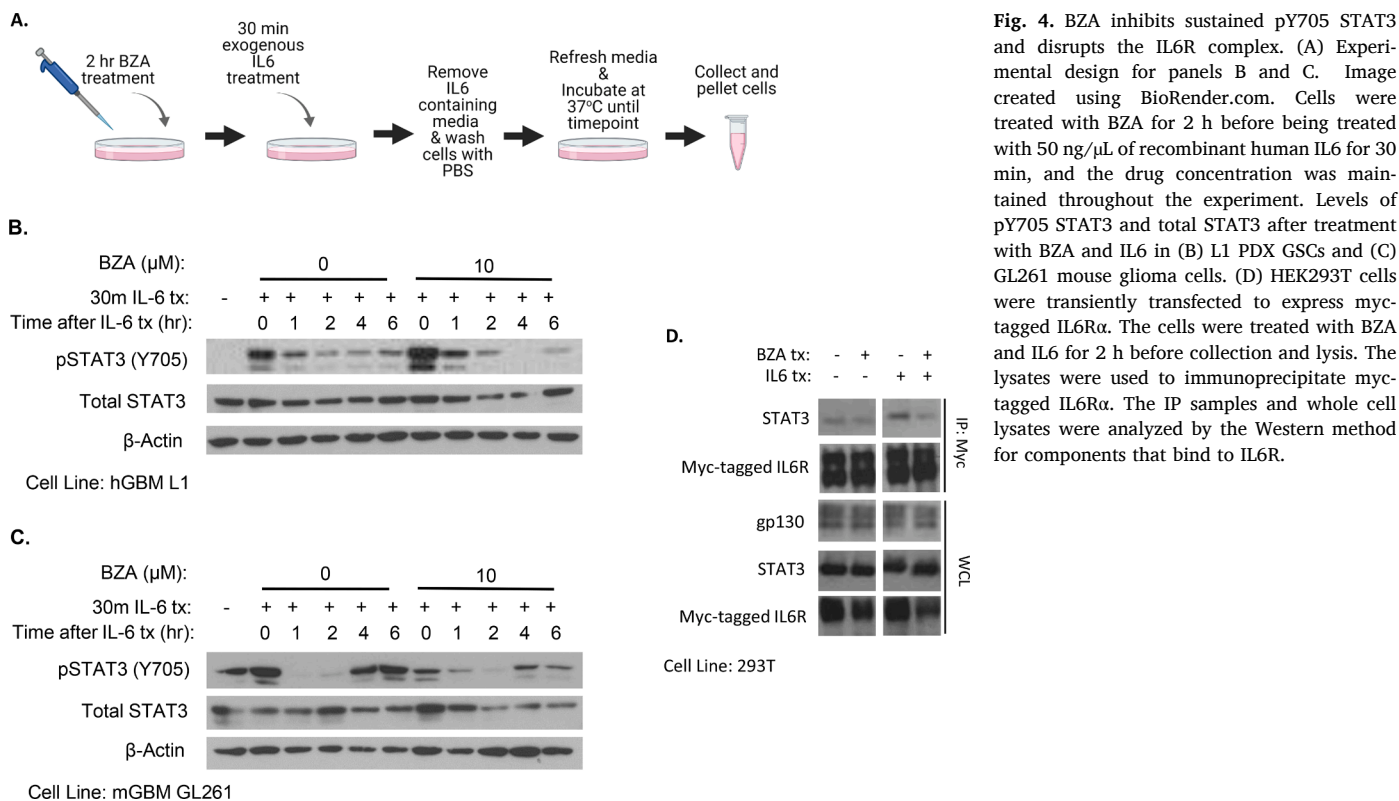 A.
2 hr BZA
treatment
30 min
exogenous
IL6
treatment
Remove
IL6
containing
media
& wash
cells with
PBS
Refresh media
&
Incubate at
37ºC until
timepoint
Collect and
pellet cells
B.
BZA (µM): 0 10
30m IL-6 tx: - + + + + + + + + + +
Time after IL-6 tx (hr): 0 1 2 4 6 0 1 2 4 6
pSTAT3 (Y705)
Total STAT3
β-Actin
Cell Line: hGBM L1
C.
BZA (µM): 0 10
30m IL-6 tx: - + + + + + + + + + +
Time after IL-6 tx (hr): 0 1 2 4 6 0 1 2 4 6
pSTAT3 (Y705)
Total STAT3
β-Actin
Cell Line: mGBM GL261
D.
BZA tx: - + - +
IL6 tx: - - + +
STAT3
Myc-tagged IL6R
IP: Myc
gp130
STAT3
Myc-tagged IL6R
WCL
Cell Line: 293T
Fig. 4. BZA inhibits sustained pY705 STAT3
and disrupts the IL6R complex. (A) Experi-
mental design for panels B and C. Image
created using BioRender.com. Cells were
treated with BZA for 2 h before being treated
with 50 ng/μL of recombinant human IL6 for 30
min, and the drug concentration was main-
tained throughout the experiment. Levels of
pY705 STAT3 and total STAT3 after treatment
with BZA and IL6 in (B) L1 PDX GSCs and (C)
GL261 mouse glioma cells. (D) HEK293T cells
were transiently transfected to express myc-
tagged IL6Rα. The cells were treated with BZA
and IL6 for 2 h before collection and lysis. The
lysates were used to immunoprecipitate myc-
tagged IL6Rα. The IP samples and whole cell
lysates were analyzed by the Western method
for components that bind to IL6R.